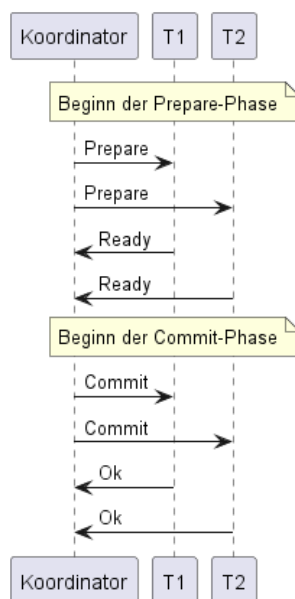 Koordinator T1 T2
Beginn der Prepare-Phase
Prepare
Prepare
Ready
Ready
Beginn der Commit-Phase
Commit
Commit
Ok
Ok
Koordinator T1 T2